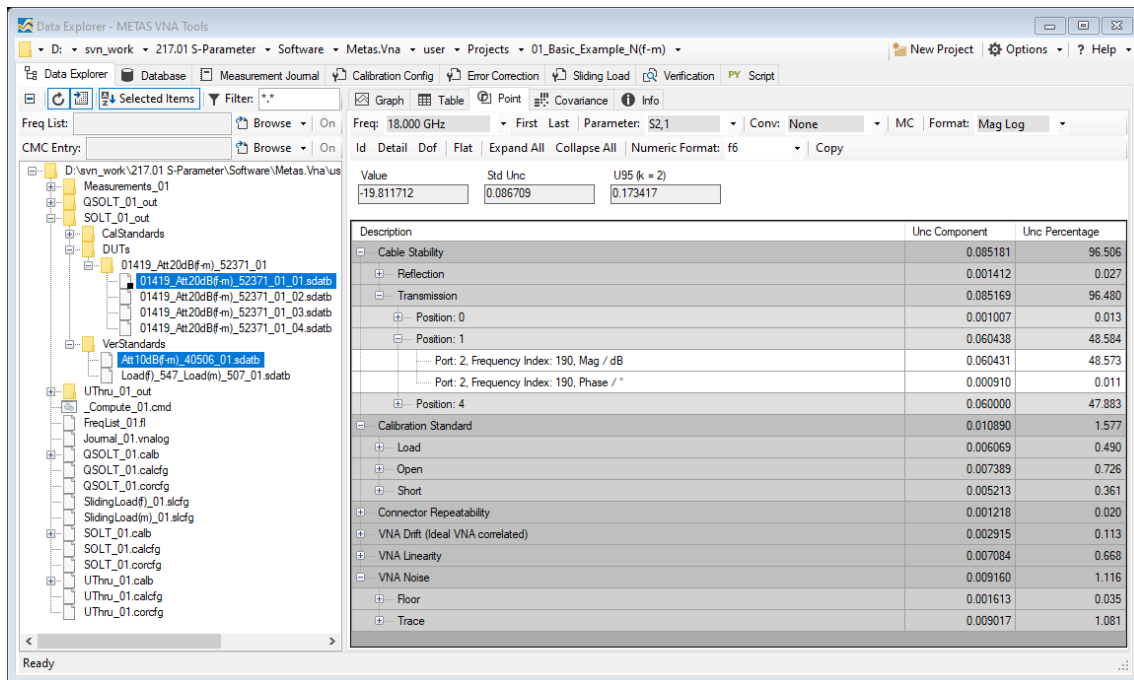 Data Explorer - METAS VNA Tools
D: svn_work 217.01 S-Parameter Software Metas.Vna user Projects 01_Basic_Example_N(f-m) New Project Options ? Help
Data Explorer Database Measurement Journal Calibration Config Error Correction Sliding Load Verification PY Script
Selected Items Filter: *.*
Graph Table Point Covariance Info
Freq List: Browse On
Freq: 18.000 GHz First Last Parameter: S2,1 Conv: None MC Format: Mag Log
CMC Entry: Browse On
Id Detail Dof Flat Expand All Collapse All Numeric Format: f6 Copy
D:\svn_work\217.01 S-Parameter\Software\Metas.Vna\us
Measurements_01
QSOLT_01_out
SOLT_01_out
CalStandards
DUTs
01419_Att20dB(f-m)_52371_01
01419_Att20dB(f-m)_52371_01_01.sdatb
01419_Att20dB(f-m)_52371_01_02.sdatb
01419_Att20dB(f-m)_52371_01_03.sdatb
01419_Att20dB(f-m)_52371_01_04.sdatb
VerStandards
Att10dB(f-m)_40506_01.sdatb
Load(f)_547_Load(m)_507_01.sdatb
UThru_01_out
_Compute_01.cmd
FreqList_01.fl
Journal_01.vnalog
QSOLT_01.calb
QSOLT_01.calcfg
QSOLT_01.corcfg
SlidingLoad(f)_01.slcfg
SlidingLoad(m)_01.slcfg
SOLT_01.calb
SOLT_01.calcfg
SOLT_01.corcfg
UThru_01.calb
UThru_01.calcfg
UThru_01.corcfg
Value Std Unc U95 (k = 2)
-19.811712 0.086709 0.173417
Description Unc Component Unc Percentage
Cable Stability 0.085181 96.506
Reflection 0.001412 0.027
Transmission 0.085169 96.480
Position: 0 0.001007 0.013
Position: 1 0.060438 48.584
Port: 2, Frequency Index: 190, Mag / dB 0.060431 48.573
Port: 2, Frequency Index: 190, Phase / ° 0.000910 0.011
Position: 4 0.060000 47.883
Calibration Standard 0.010890 1.577
Load 0.006069 0.490
Open 0.007389 0.726
Short 0.005213 0.361
Connector Repeatability 0.001218 0.020
VNA Drift (Ideal VNA correlated) 0.002915 0.113
VNA Linearity 0.007084 0.668
VNA Noise 0.009160 1.116
Floor 0.001613 0.035
Trace 0.009017 1.081
Ready